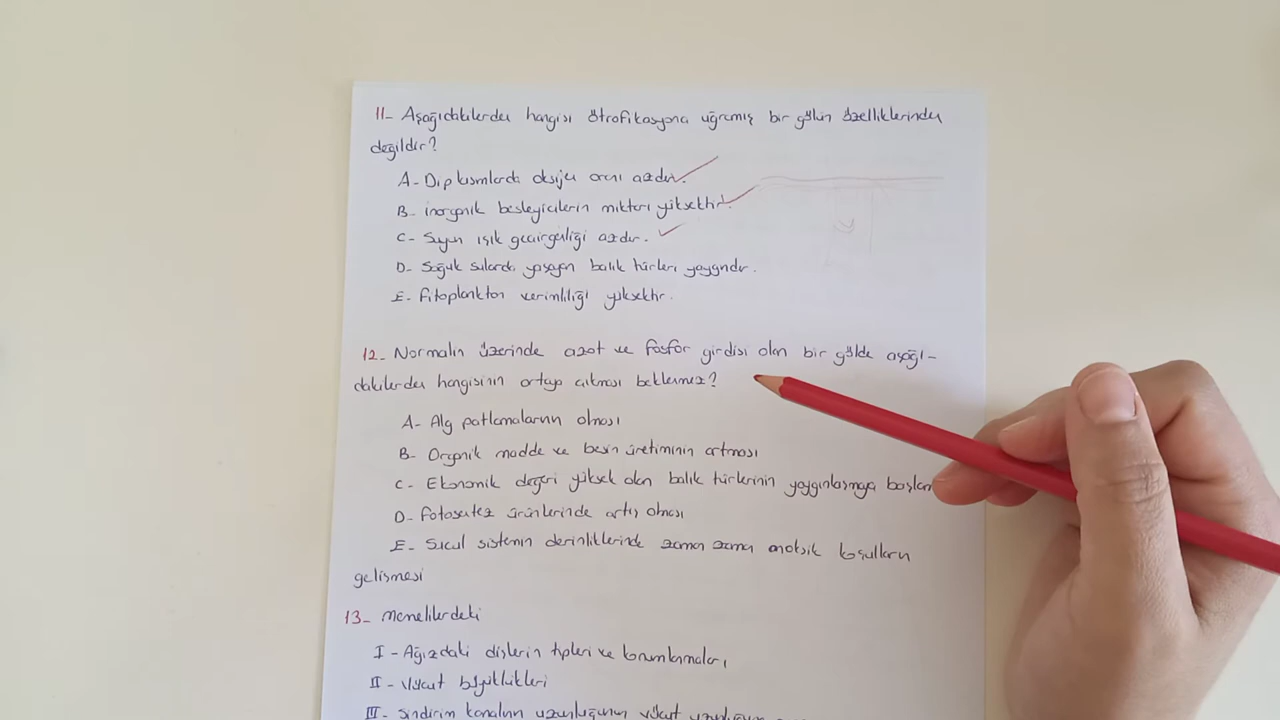 11- Aşağıdakilerden hangisi ötrofikasyona uğramış bir gölün özelliklerinden
değildir?
A- Dip kısımlarda oksijen oranı azdır.
B- inorganik besleyicilerin miktarı yüksektir.
C- Suyun ışık geçirgenliği azdır.
D- Soğuk sularda yaşayan balık türleri yaygındır.
E- Fitoplankton verimliliği yüksektir.
12- Normalin üzerinde azot ve fosfor girdisi olan bir gölde aşağı-
dakilerden hangisinin ortaya çıkması beklenmez?
A- Alg patlamalarının olması
B- Organik madde ve besin üretiminin artması
C- Ekonomik değeri yüksek olan balık türlerinin yaygınlaşmaya
D- Fotosentez ürünlerinde artış olması
E- Sucul sistemin derinliklerinde zaman zaman anoksik koşulların
gelişmesi
13- Memelilerdeki
I- Ağızdaki dişlerin tipleri ve konumlanmaları,
II- Vücut büyüklükleri
III- Sindirim kanalının uzunluğunun vücut uzunluğuna